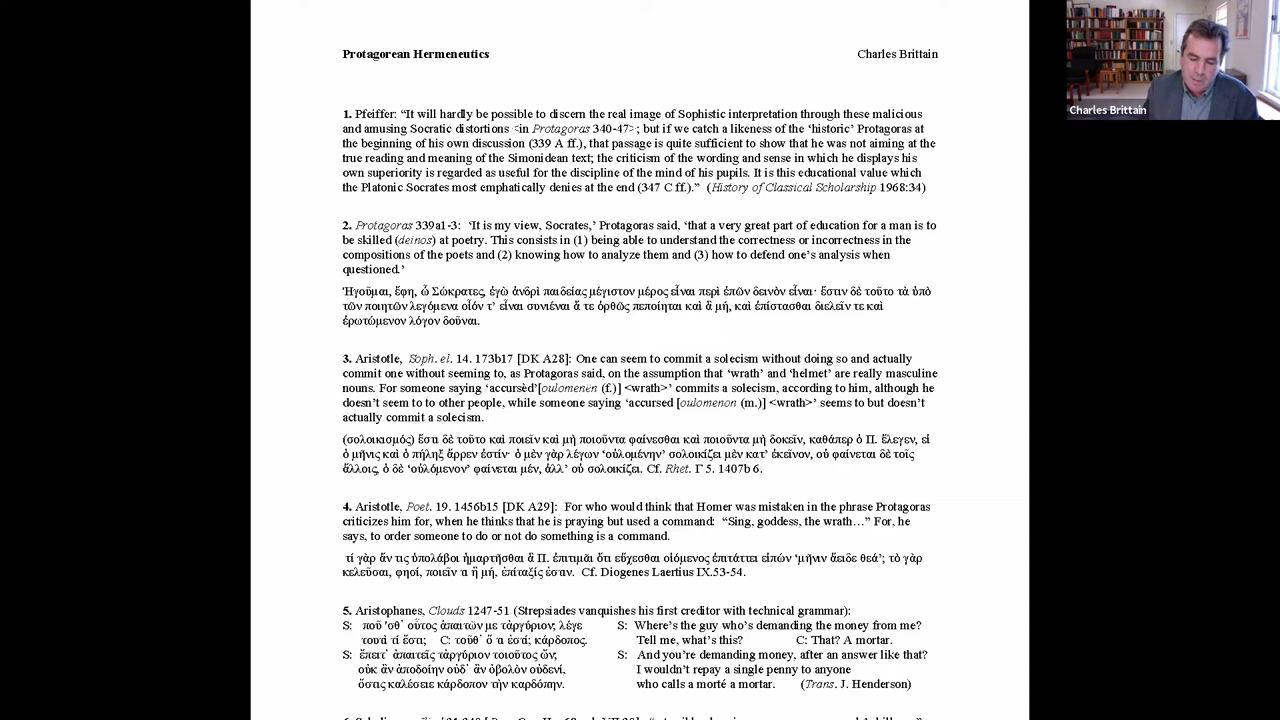 Protagorean Hermeneutics Charles Brittain
Charles Brittain
1. Pfeiffer: “It will hardly be possible to discern the real image of Sophistic interpretation through these malicious
and amusing Socratic distortions <in Protagoras 340-47>; but if we catch a likeness of the ‘historic’ Protagoras at
the beginning of his own discussion (339 A ff.), that passage is quite sufficient to show that he was not aiming at the
true reading and meaning of the Simonidean text; the criticism of the wording and sense in which he displays his
own superiority is regarded as useful for the discipline of the mind of his pupils. It is this educational value which
the Platonic Socrates most emphatically denies at the end (347 C ff.).” (History of Classical Scholarship 1968:34)
2. Protagoras 339a1-3: ‘It is my view, Socrates,’ Protagoras said, ‘that a very great part of education for a man is to
be skilled (deinos) at poetry. This consists in (1) being able to understand the correctness or incorrectness in the
compositions of the poets and (2) knowing how to analyze them and (3) how to defend one’s analysis when
questioned.’
Ἡγοῦμαι, ἔφη, ὦ Σώκρατες, ἐγὼ ἀνδρὶ παιδείας μέγιστον μέρος εἶναι περὶ ἐπῶν δεινὸν εἶναι· ἔστιν δὲ τοῦτο τὰ ὑπὸ
τῶν ποιητῶν λεγόμενα οἷόν τ’ εἶναι συνιέναι ἅ τε ὀρθῶς πεποίηται καὶ ἃ μή, καὶ ἐπίστασθαι διελεῖν τε καὶ
ἐρωτώμενον λόγον δοῦναι.
3. Aristotle, Soph. el. 14. 173b17 [DK A28]: One can seem to commit a solecism without doing so and actually
commit one without seeming to, as Protagoras said, on the assumption that ‘wrath’ and ‘helmet’ are really masculine
nouns. For someone saying ‘accursèd’[oulomenên (f.)] <wrath>’ commits a solecism, according to him, although he
doesn’t seem to to other people, while someone saying ‘accursed [oulomenon (m.)] <wrath>’ seems to but doesn’t
actually commit a solecism.
(σολοικισμός) ἔστι δὲ τοῦτο καὶ ποιεῖν καὶ μὴ ποιοῦντα φαίνεσθαι καὶ ποιοῦντα μὴ δοκεῖν, καθάπερ ὁ Π. ἔλεγεν, εἰ
ὁ μῆνις καὶ ὁ πήληξ ἄρρεν ἐστίν· ὁ μὲν γὰρ λέγων ‘οὐλομένην’ σολοικίζει μὲν κατ’ ἐκεῖνον, οὐ φαίνεται δὲ τοῖς
ἄλλοις, ὁ δὲ ‘οὐλόμενον’ φαίνεται μέν, ἀλλ’ οὐ σολοικίζει. Cf. Rhet. Γ 5. 1407b 6.
4. Aristotle, Poet. 19. 1456b15 [DK A29]: For who would think that Homer was mistaken in the phrase Protagoras
criticizes him for, when he thinks that he is praying but used a command: “Sing, goddess, the wrath…” For, he
says, to order someone to do or not do something is a command.
τί γὰρ ἄν τις ὑπολάβοι ἡμαρτῆσθαι ἃ Π. ἐπιτιμᾶι ὅτι εὔχεσθαι οἰόμενος ἐπιτάττει εἰπών ‘μῆνιν ἄειδε θεά’; τὸ γὰρ
κελεῦσαι, φησί, ποιεῖν τι ἢ μή, ἐπίταξίς ἐστιν. Cf. Diogenes Laertius IX.53-54.
5. Aristophanes, Clouds 1247-51 (Strepsiades vanquishes his first creditor with technical grammar):
S: ποῦ ’σθ’ οὗτος ἁπαιτῶν με τἀργύριον; λέγε S: Where’s the guy who’s demanding the money from me?
τουτὶ τί ἔστι; C: τοῦθ’ ὅ τι ἐστί; κάρδοπος. Tell me, what’s this? C: That? A mortar.
S: ἔπειτ’ ἀπαιτεῖς τἀργύριον τοιοῦτος ὤν; S: And you’re demanding money, after an answer like that?
οὐκ ἂν ἀποδοίην οὐδ’ ἂν ὀβολὸν οὐδενί, I wouldn’t repay a single penny to anyone
ὅστις καλέσειε κάρδοπον τὴν καρδόπην. who calls a morté a mortar. (Trans. J. Henderson)